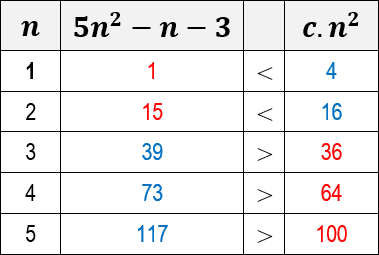 n 5n² − n − 3 c.n²
1 1 < 4
2 15 < 16
3 39 > 36
4 73 > 64
5 117 > 100